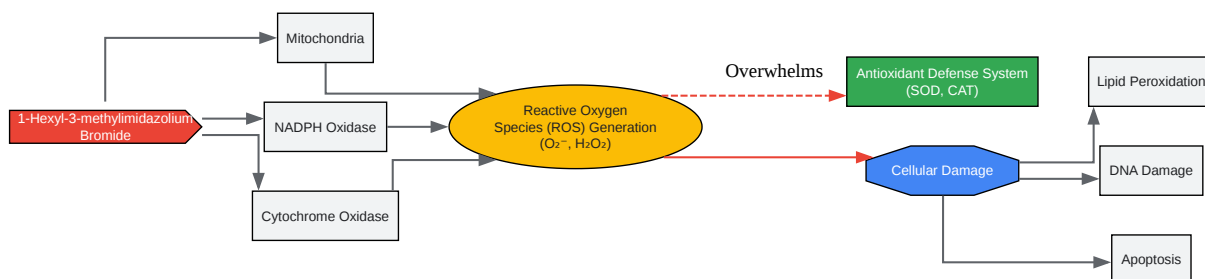 1-Hexyl-3-methylimidazolium
Bromide
Mitochondria
NADPH Oxidase
Cytochrome Oxidase
Reactive Oxygen
Species (ROS) Generation
(O₂⁻, H₂O₂)
Overwhelms
Antioxidant Defense System
(SOD, CAT)
Cellular Damage
Lipid Peroxidation
DNA Damage
Apoptosis